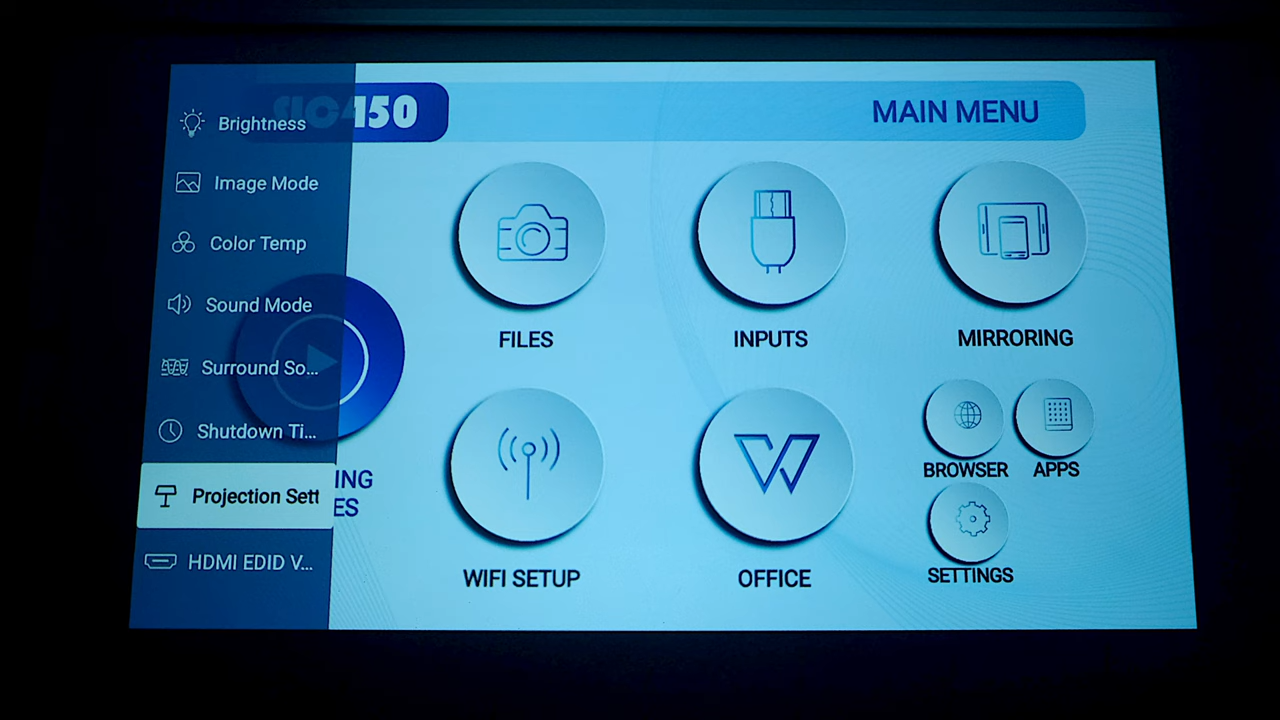 Brightness
150
MAIN MENU
Image Mode
Color Temp
Sound Mode
Surround So...
Shutdown Ti...
Projection Sett
HDMI EDID V...
FILES
INPUTS
MIRRORING
ING
ES
WIFI SETUP
OFFICE
BROWSER
APPS
SETTINGS